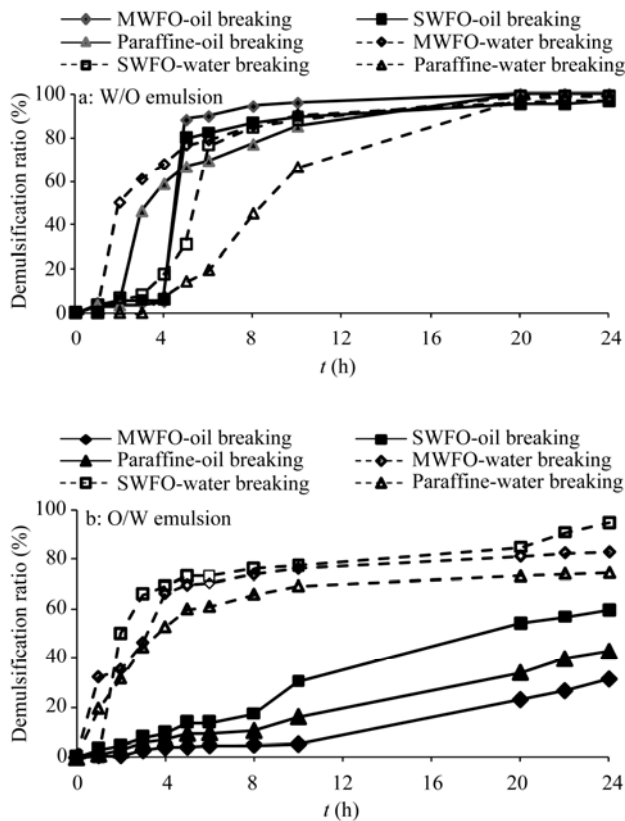 MWFO-oil breaking SWFO-oil breaking
Paraffine-oil breaking MWFO-water breaking
SWFO-water breaking Paraffine-water breaking
a: W/O emulsion
Demulsification ratio (%)
100
80
60
40
20
0
0 4 8 12 16 20 24
t (h)
MWFO-oil breaking SWFO-oil breaking
Paraffine-oil breaking MWFO-water breaking
SWFO-water breaking Paraffine-water breaking
b: O/W emulsion
Demulsification ratio (%)
100
80
60
40
20
0
0 4 8 12 16 20 24
t (h)